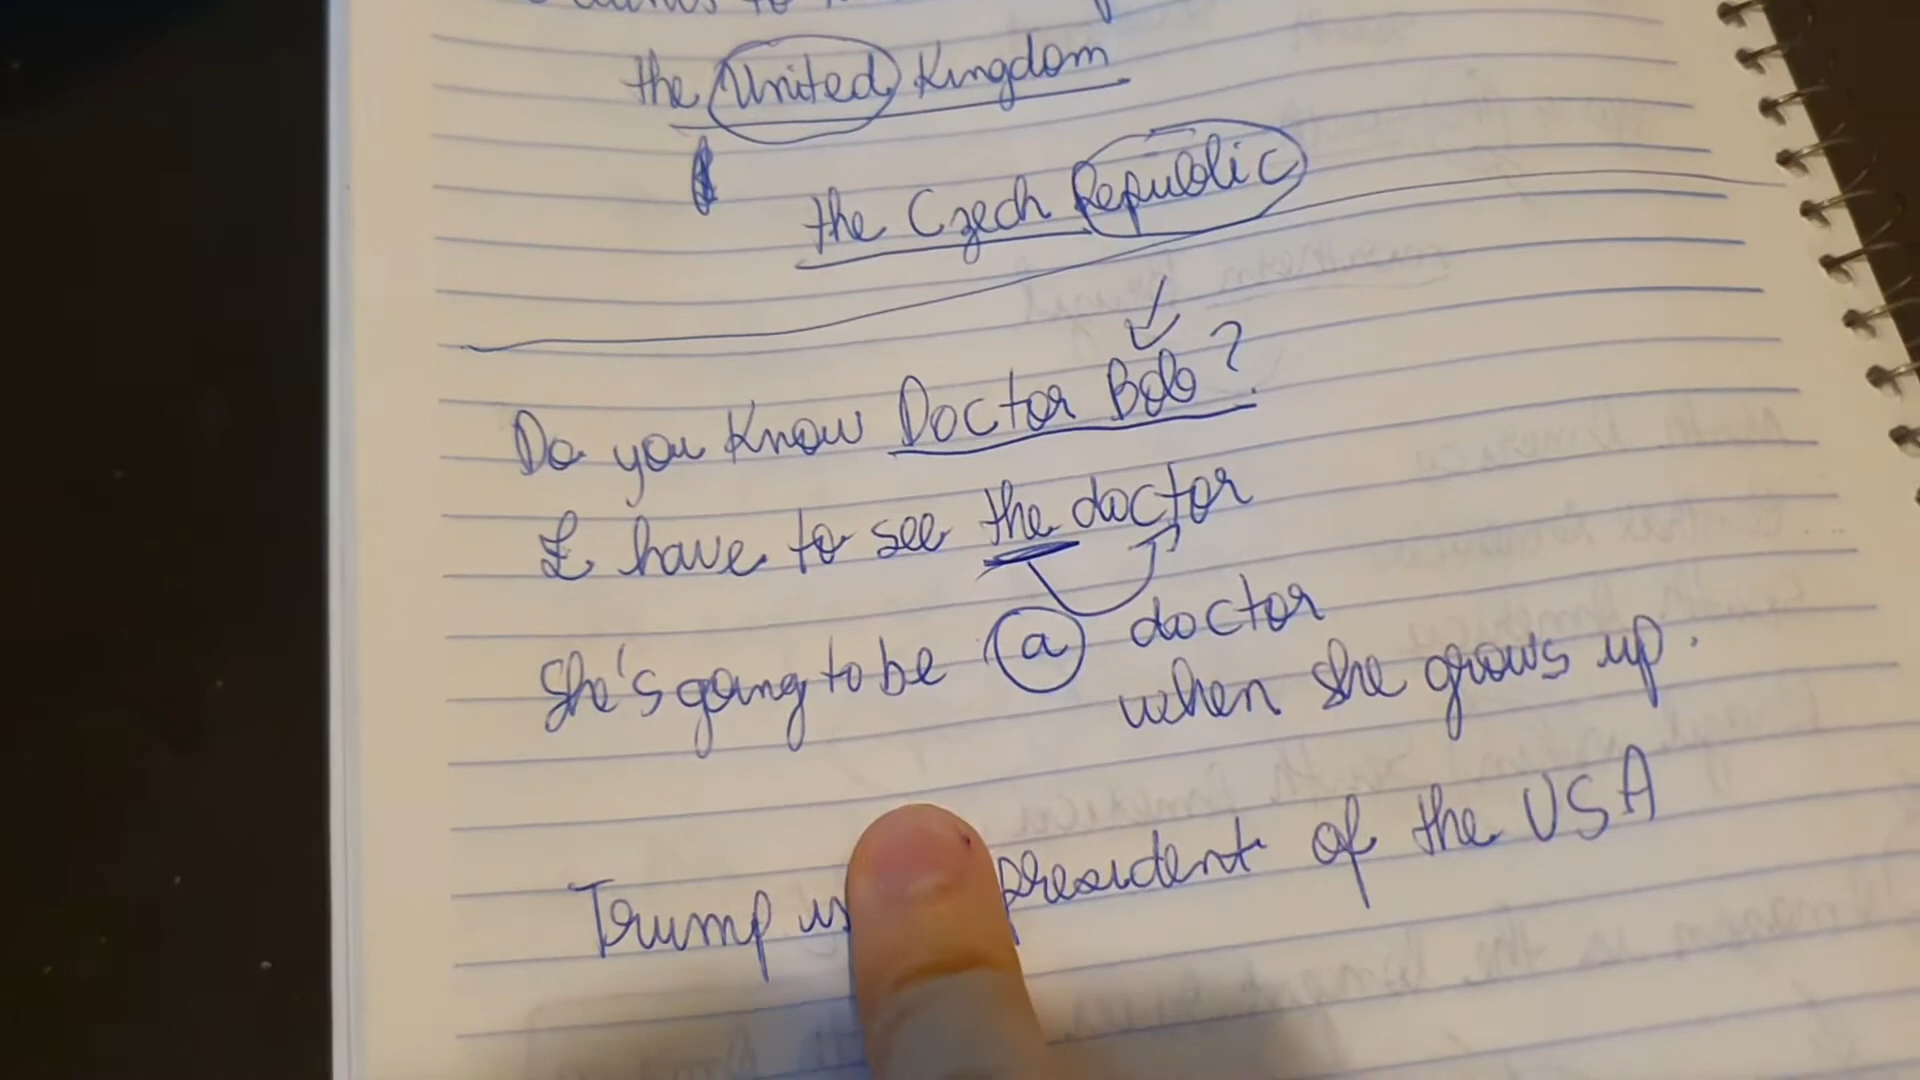 the United Kingdom
the Czech Republic
Do you know Doctor Bob?
I have to see the doctor
She's going to be a doctor
when she grows up.
Trump is president of the USA